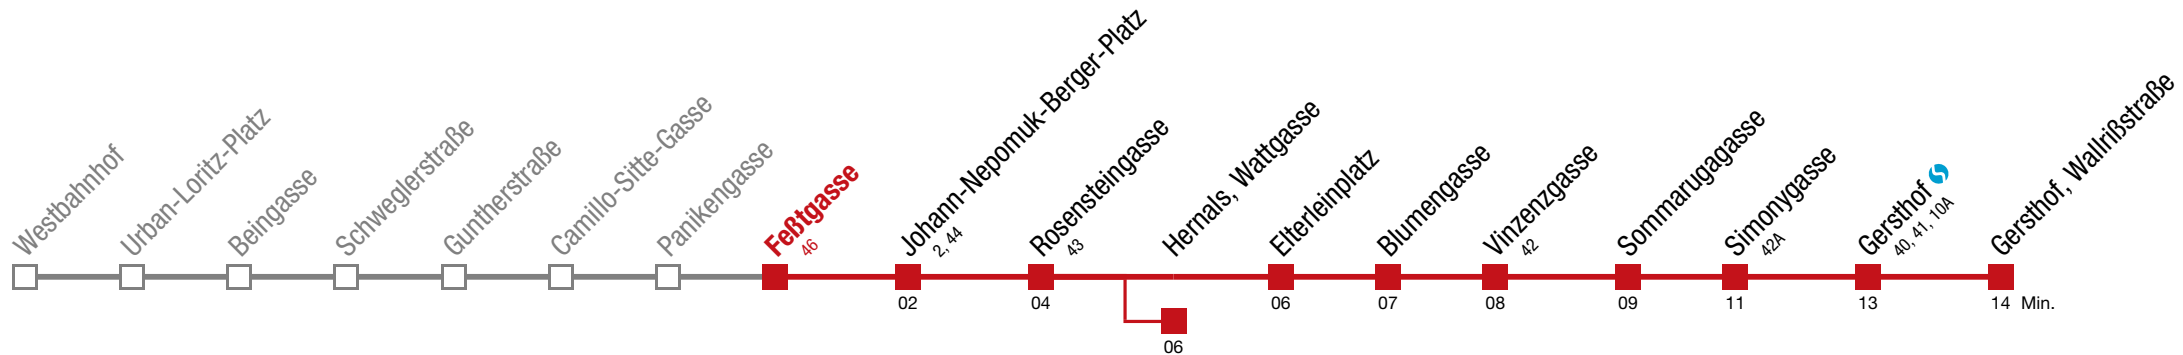 Westbahnhof
Urban-Loritz-Platz
Beingasse
Schweglerstraße
Guntherstraße
Camillo-Sitte-Gasse
Panikengasse
Feßtgasse
46
Johann-Nepomuk-Berger-Platz
2, 44
02
Rosensteingasse
43
04
Hernals, Wattgasse
06
Elterleinplatz
06
Blumengasse
07
Vinzenzgasse
42
08
Sommarugagasse
09
Simonygasse
42A
11
Gersthof
40, 41, 10A
13
Gersthof, Wallrißstraße
14 Min.